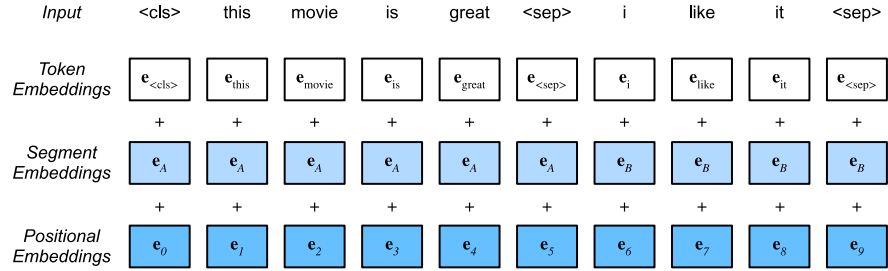 Input <cls> this movie is great <sep> i like it <sep>
Token Embeddings e<cls> ethis emovie eis egreat e<sep> ei elike eit e<sep>
+ + + + + + + + + +
Segment Embeddings eA eA eA eA eA eA eB eB eB eB
+ + + + + + + + + +
Positional Embeddings e0 e1 e2 e3 e4 e5 e6 e7 e8 e9